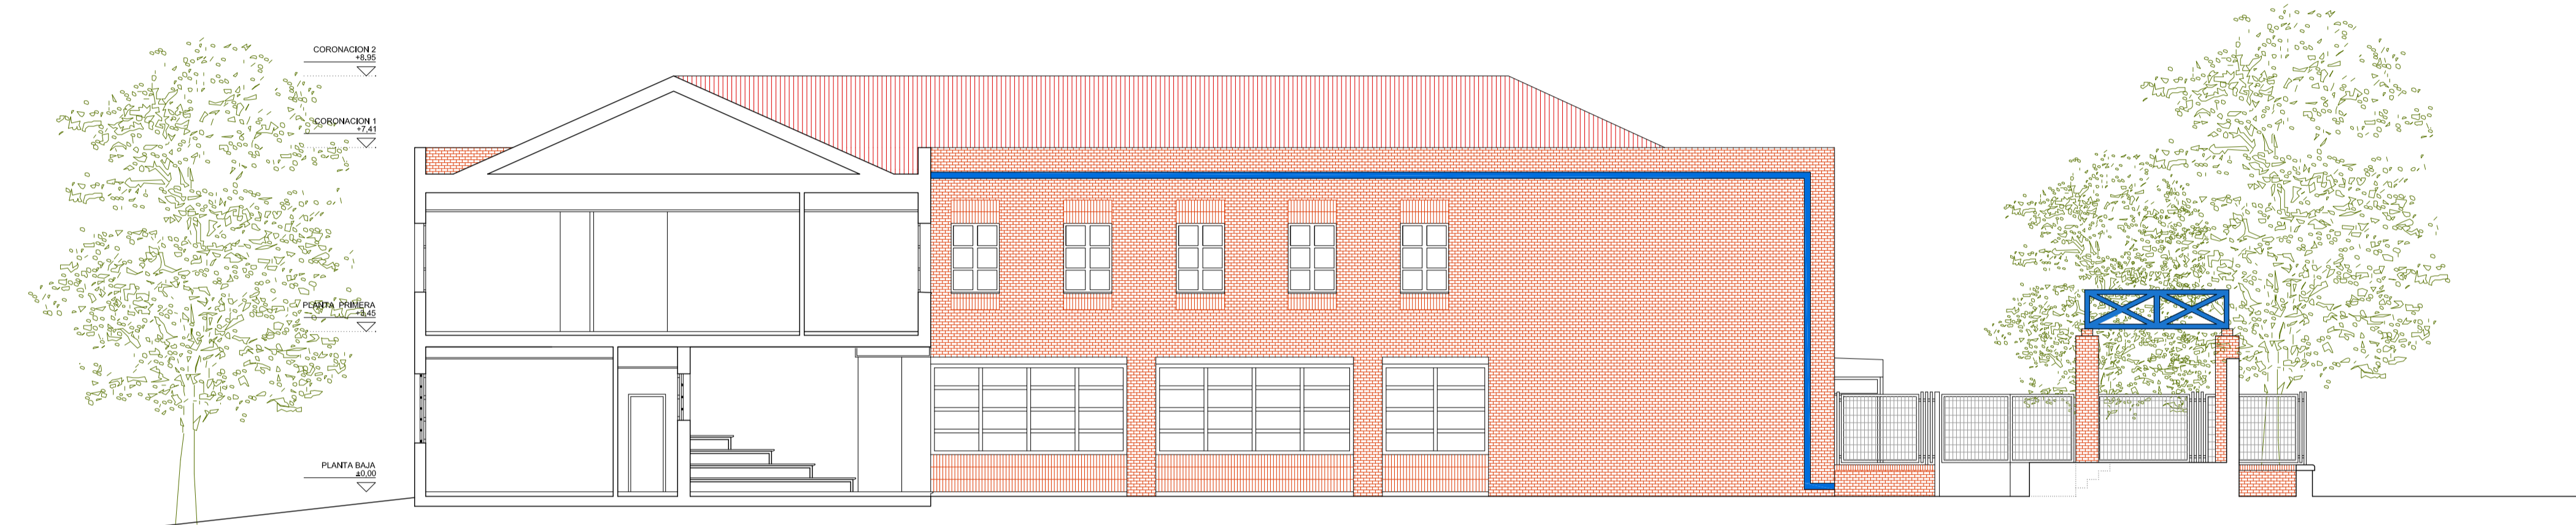 CORONACION 2
+8,95
CORONACION 1
+7,41
PLANTA PRIMERA
+3,45
PLANTA BAJA
±0,00